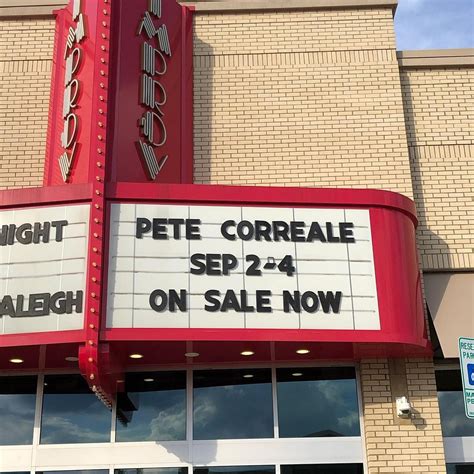 IMPROV
IMPROV
NIGHT
RALEIGH
PETE CORREALE
SEP 2-4
ON SALE NOW